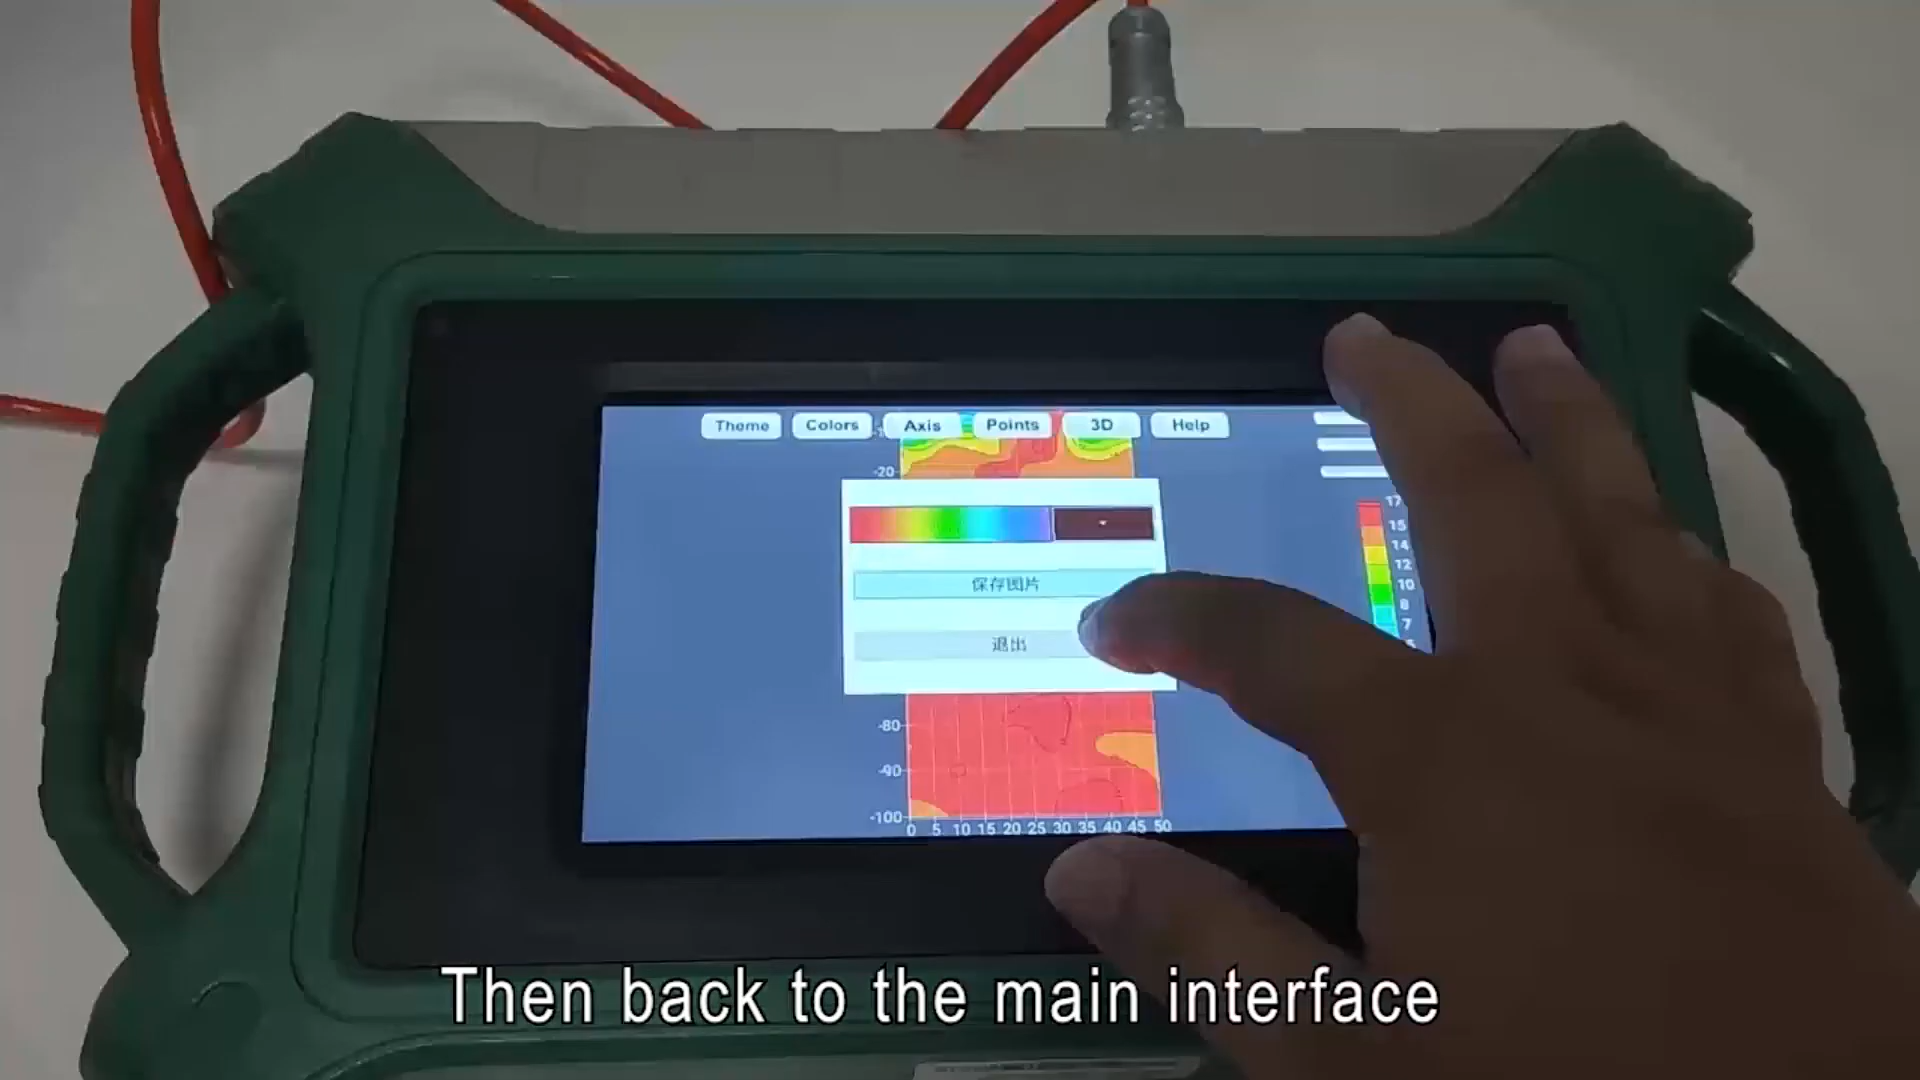 Theme Colors Axis Points 3D Help
-20
17
15
14
12
10
8
7
保存图片
退出
-80
-90
-100
0 5 10 15 20 25 30 35 40 45 50
Then back to the main interface